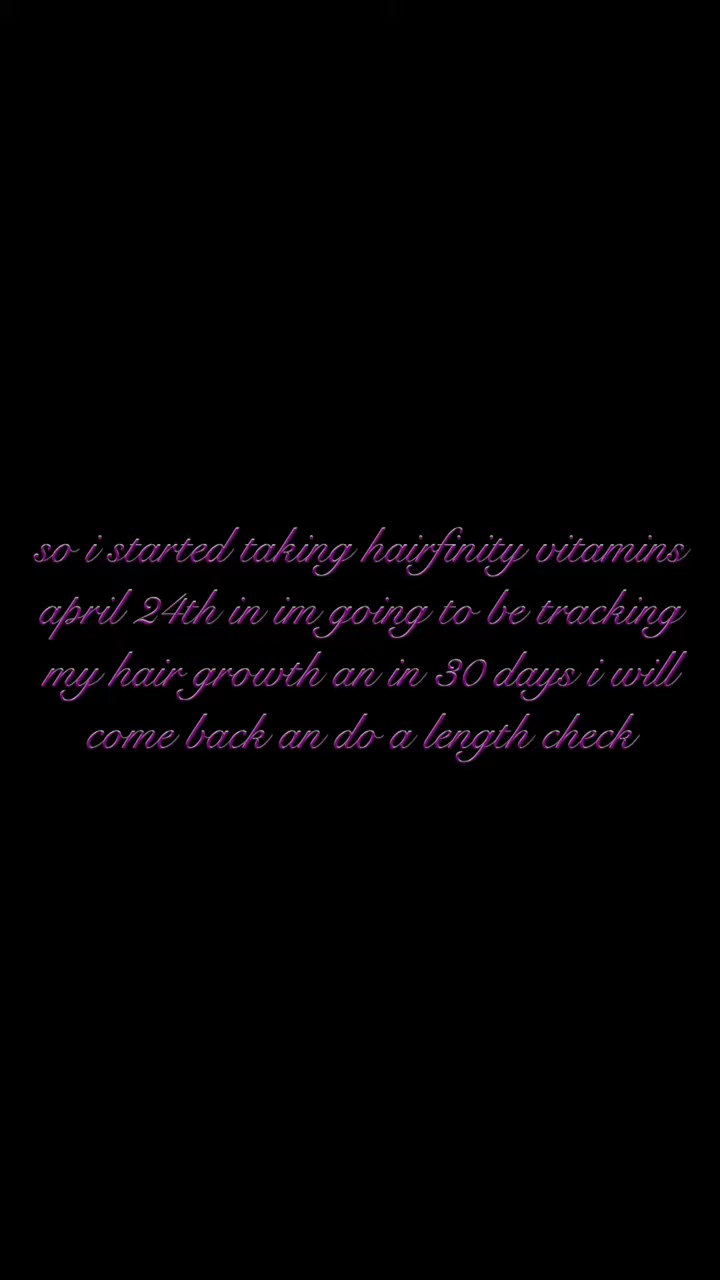 so i started taking hairfinity vitamins
april 24th in im going to be tracking
my hair growth an in 30 days i will
come back an do a length check